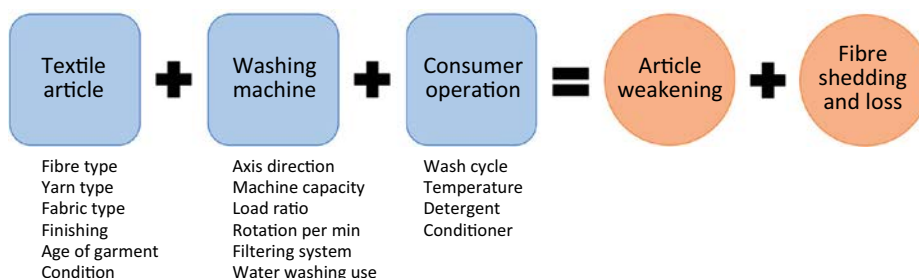 Textile
article
Washing
machine
Consumer
operation
Article
weakening
Fibre
shedding
and loss
Fibre type
Yarn type
Fabric type
Finishing
Age of garment
Condition
Axis direction
Machine capacity
Load ratio
Rotation per min
Filtering system
Water washing use
Wash cycle
Temperature
Detergent
Conditioner